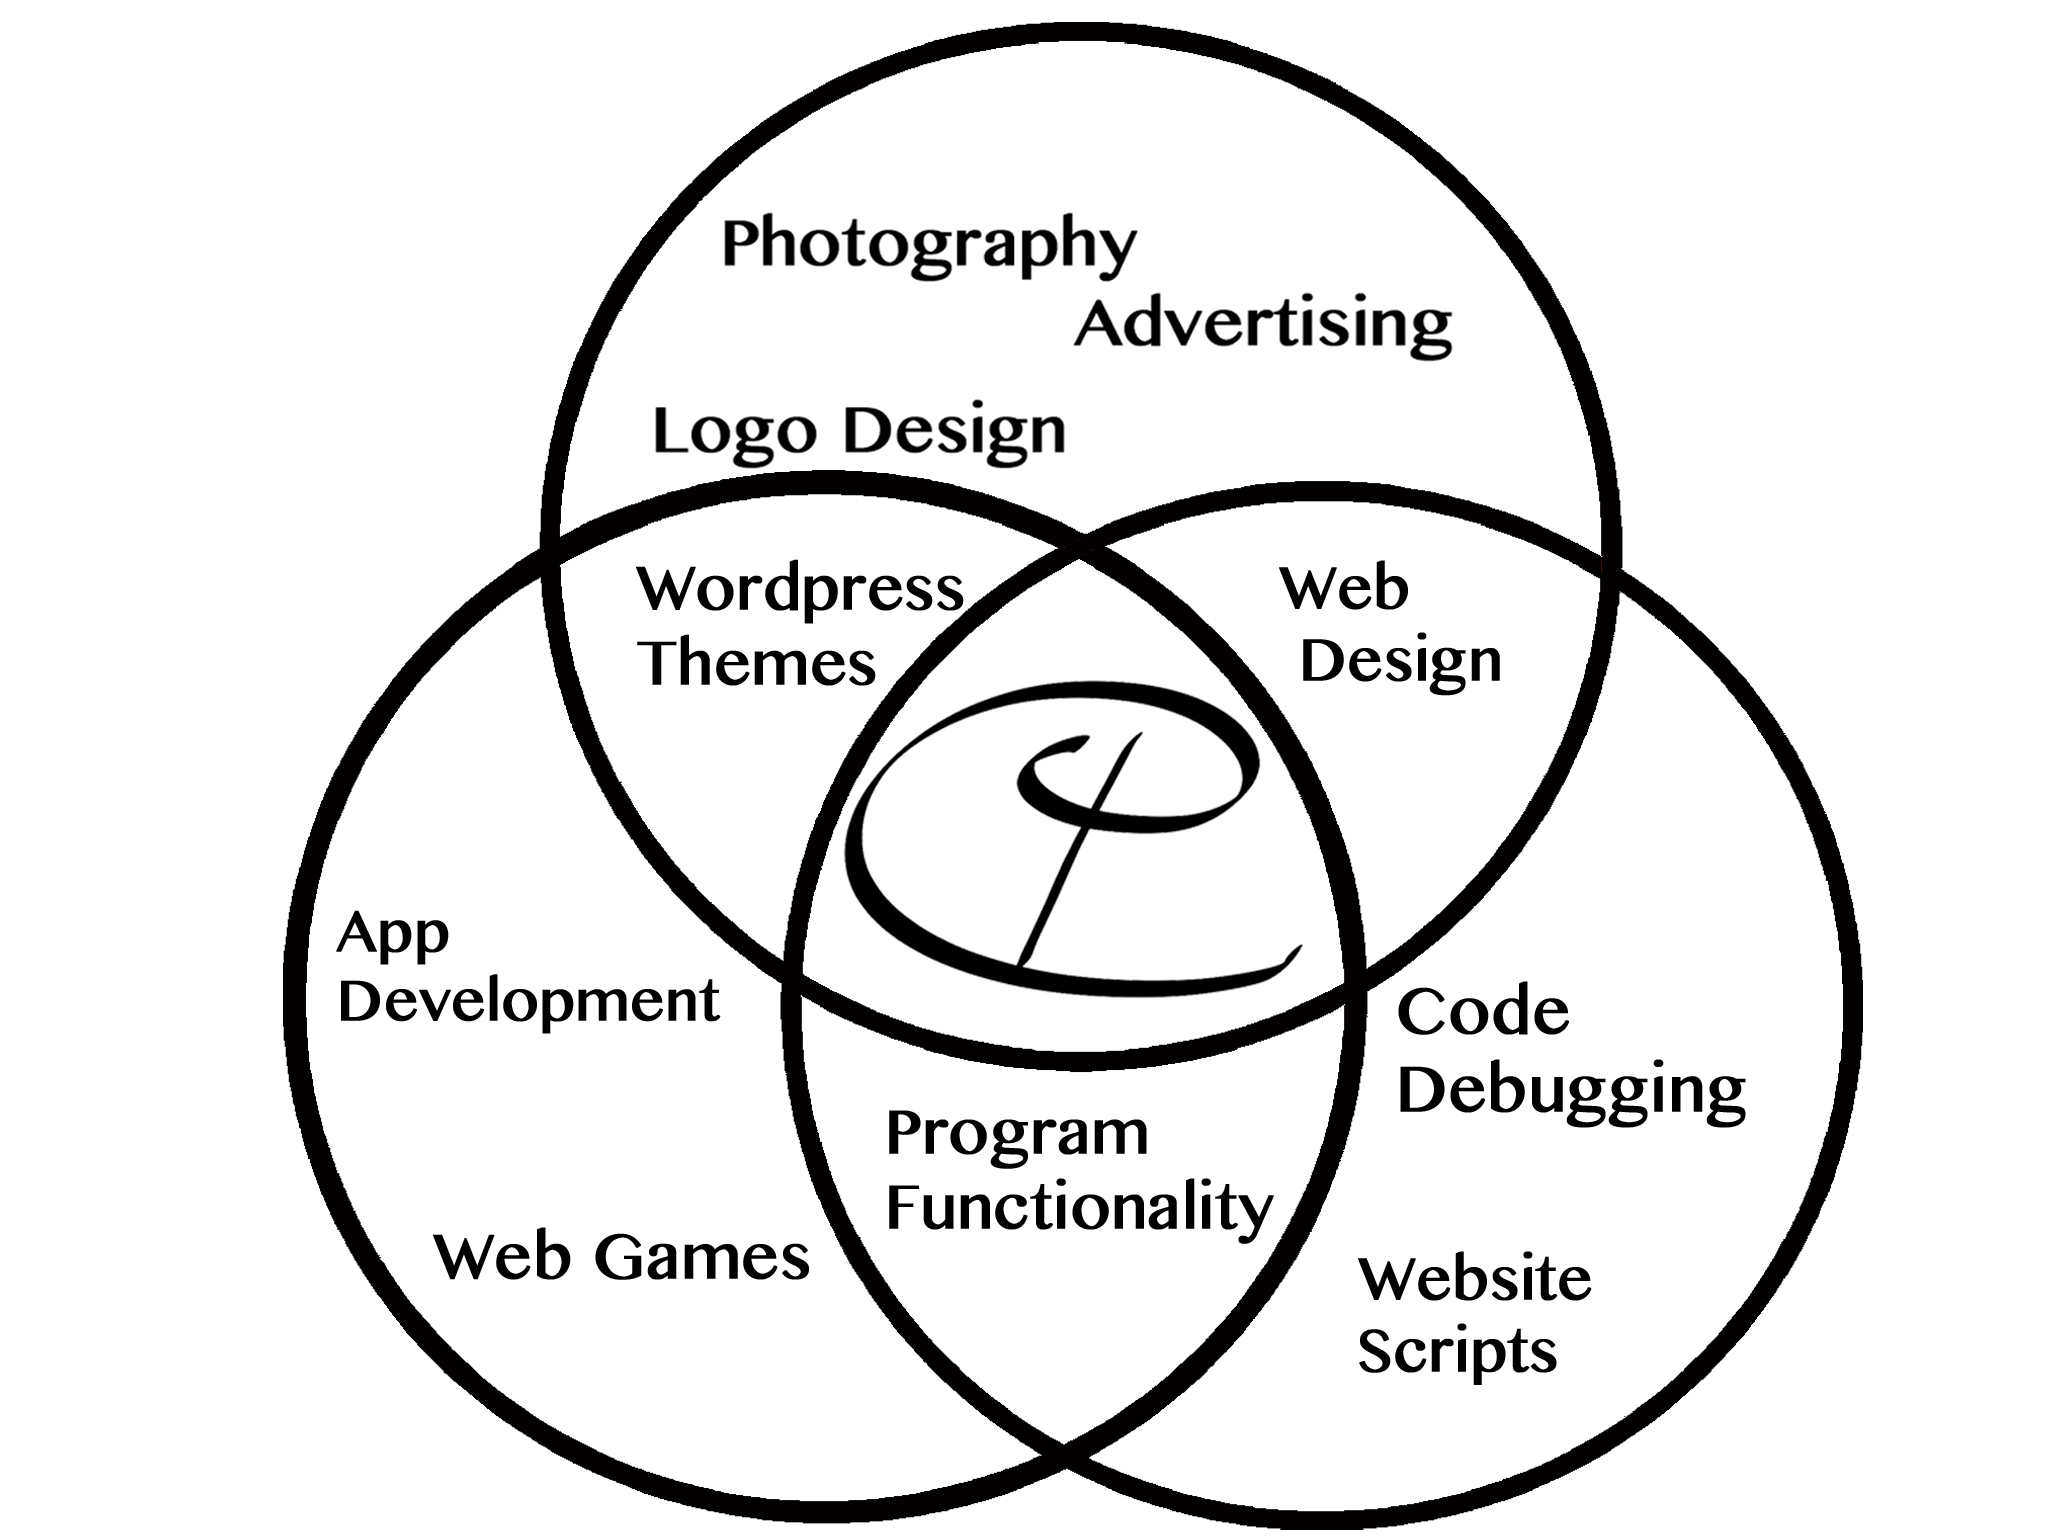 Photography
Advertising
Logo Design
Wordpress
Themes
Web
Design
App
Development
Code
Debugging
Program
Functionality
Web Games
Website
Scripts